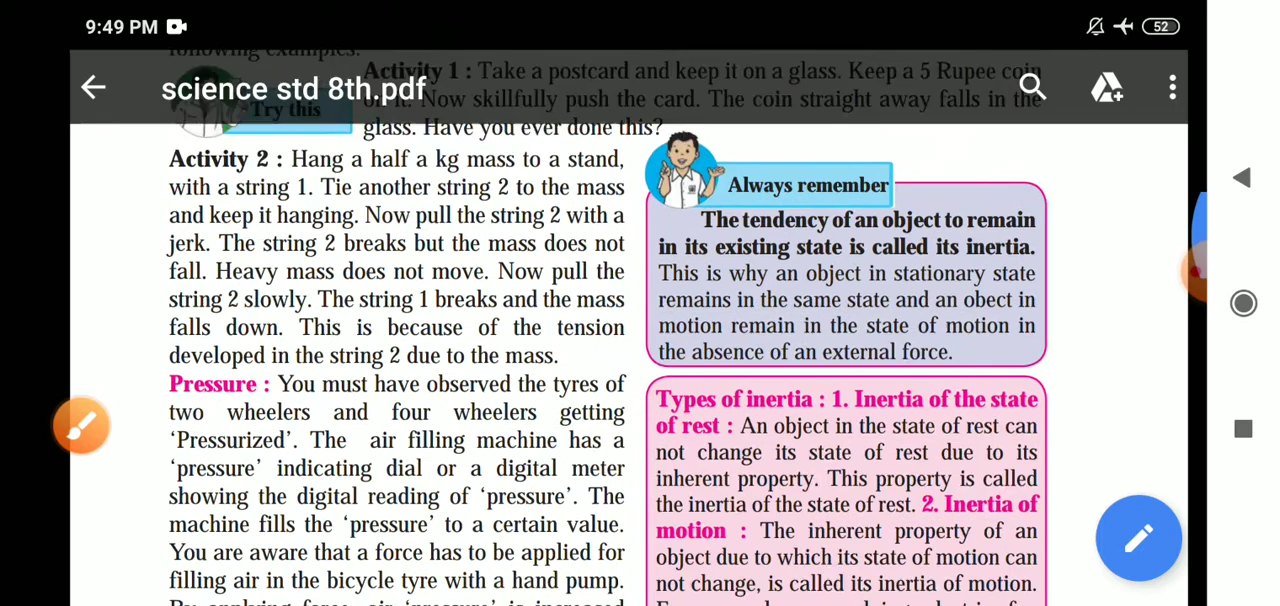 9:49 PM
52
following examples.
Activity 1 : Take a postcard and keep it on a glass. Keep a 5 Rupee coin
science std 8th.pdf
on it. Now skillfully push the card. The coin straight away falls in the
Try this
glass. Have you ever done this?
Activity 2 : Hang a half a kg mass to a stand,
with a string 1. Tie another string 2 to the mass
and keep it hanging. Now pull the string 2 with a
jerk. The string 2 breaks but the mass does not
fall. Heavy mass does not move. Now pull the
string 2 slowly. The string 1 breaks and the mass
falls down. This is because of the tension
developed in the string 2 due to the mass.
Pressure : You must have observed the tyres of
two wheelers and four wheelers getting
‘Pressurized’. The air filling machine has a
‘pressure’ indicating dial or a digital meter
showing the digital reading of ‘pressure’. The
machine fills the ‘pressure’ to a certain value.
You are aware that a force has to be applied for
filling air in the bicycle tyre with a hand pump.
By applying force, air ‘pressure’ is increased
Always remember
The tendency of an object to remain
in its existing state is called its inertia.
This is why an object in stationary state
remains in the same state and an obect in
motion remain in the state of motion in
the absence of an external force.
Types of inertia : 1. Inertia of the state
of rest : An object in the state of rest can
not change its state of rest due to its
inherent property. This property is called
the inertia of the state of rest. 2. Inertia of
motion : The inherent property of an
object due to which its state of motion can
not change, is called its inertia of motion.